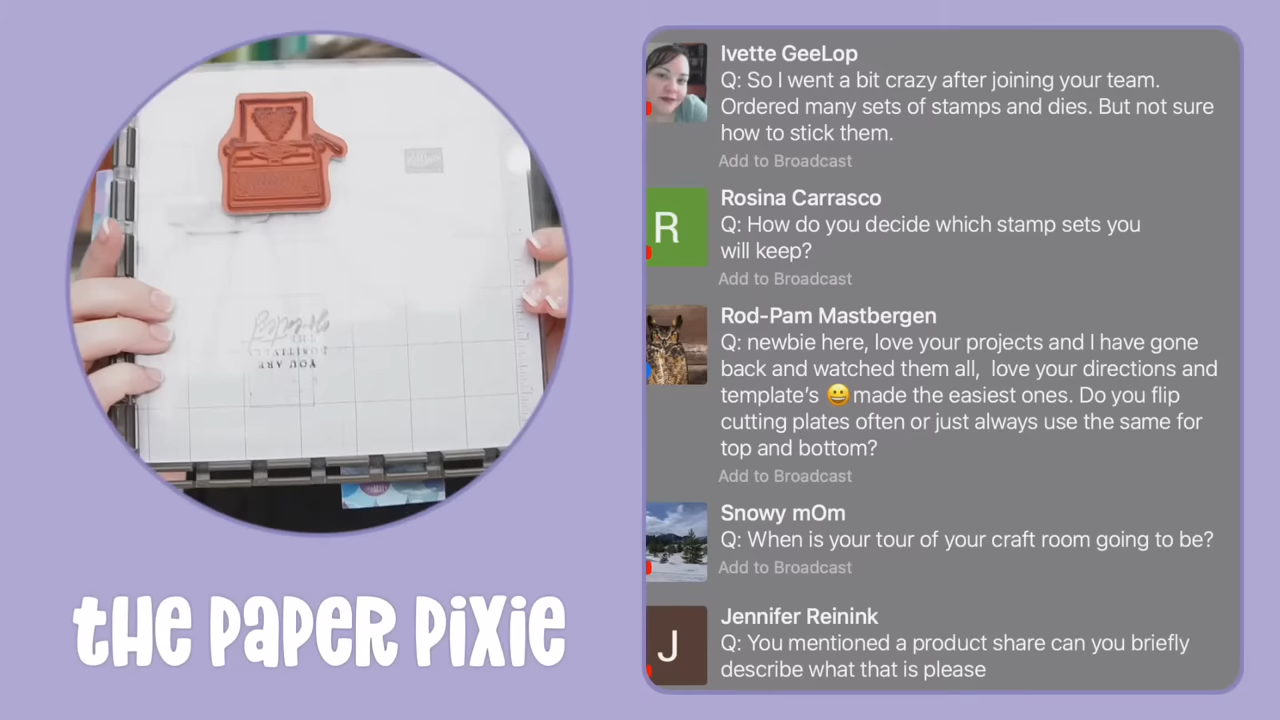 YOU ARE
THE PAPER PIXIE
Ivette GeeLop
Q: So I went a bit crazy after joining your team.
Ordered many sets of stamps and dies. But not sure
how to stick them.
Add to Broadcast
R
Rosina Carrasco
Q: How do you decide which stamp sets you
will keep?
Add to Broadcast
Rod-Pam Mastbergen
Q: newbie here, love your projects and I have gone
back and watched them all, love your directions and
template's 😀 made the easiest ones. Do you flip
cutting plates often or just always use the same for
top and bottom?
Add to Broadcast
Snowy mOm
Q: When is your tour of your craft room going to be?
Add to Broadcast
J
Jennifer Reinink
Q: You mentioned a product share can you briefly
describe what that is please